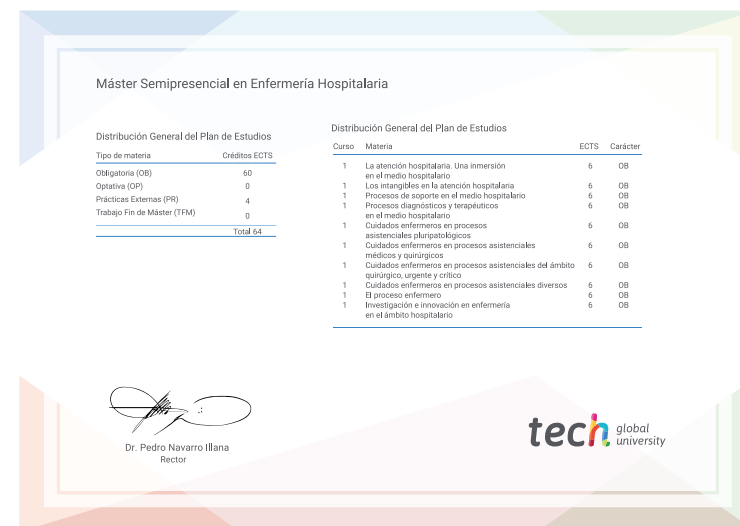 Máster Semipresencial en Enfermería Hospitalaria
Distribución General del Plan de Estudios
Tipo de materia Créditos ECTS
Obligatoria (OB) 60
Optativa (OP) 0
Prácticas Externas (PR) 4
Trabajo Fin de Máster (TFM) 0
Total 64
Distribución General del Plan de Estudios
Curso Materia ECTS Carácter
1 La atención hospitalaria. Una inmersión 6 OB
en el medio hospitalario
1 Los intangibles en la atención hospitalaria 6 OB
1 Procesos de soporte en el medio hospitalario 6 OB
1 Procesos diagnósticos y terapéuticos 6 OB
en el medio hospitalario
1 Cuidados enfermeros en procesos 6 OB
asistenciales pluripatológicos
1 Cuidados enfermeros en procesos asistenciales 6 OB
médicos y quirúrgicos
1 Cuidados enfermeros en procesos asistenciales del ámbito 6 OB
quirúrgico, urgente y crítico
1 Cuidados enfermeros en procesos asistenciales diversos 6 OB
1 El proceso enfermero 6 OB
1 Investigación e innovación en enfermería 6 OB
en el ámbito hospitalario
Dr. Pedro Navarro Illana
Rector
tech global
university